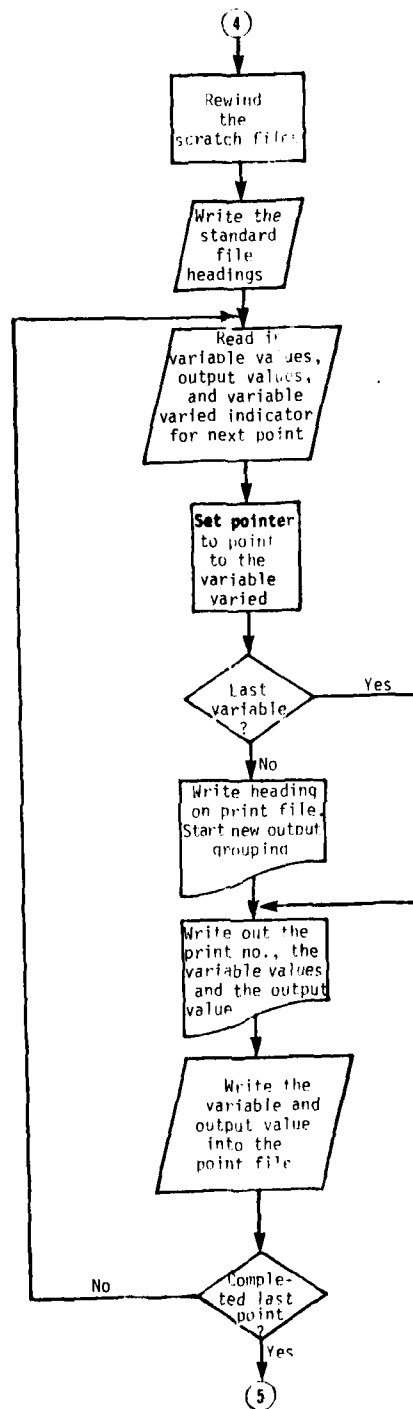 4
Rewind
the
scratch files
Write the
standard
file
headings
Read in
variable values,
output values,
and variable
varied indicator
for next point
Set pointer
to point
to the
variable
varied
Last
variable
?
Yes
No
Write heading
on print file.
Start new output
grouping
Write out the
print no., the
variable values
and the output
value
Write the
variable and
output value
into the
point file
No
Comple-
ted last
point
?
Yes
5